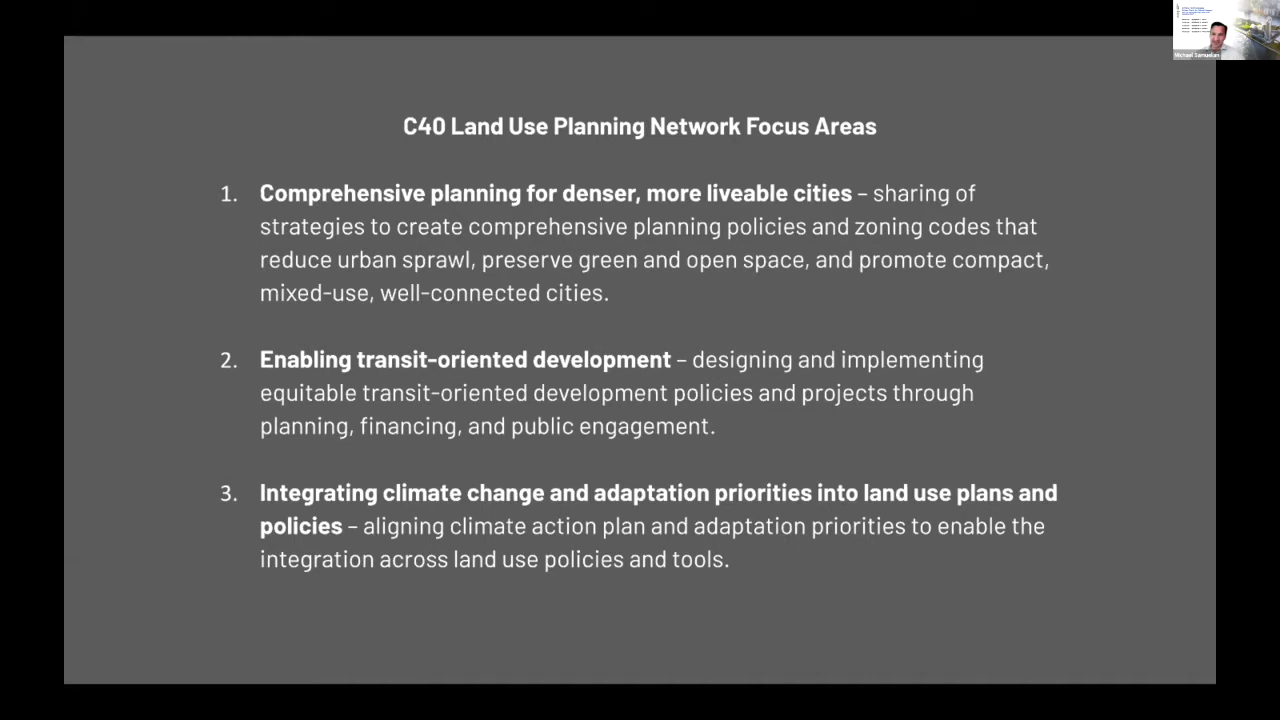 C40 Land Use Planning Network Focus Areas
1. Comprehensive planning for denser, more liveable cities – sharing of
strategies to create comprehensive planning policies and zoning codes that
reduce urban sprawl, preserve green and open space, and promote compact,
mixed-use, well-connected cities.
2. Enabling transit-oriented development – designing and implementing
equitable transit-oriented development policies and projects through
planning, financing, and public engagement.
3. Integrating climate change and adaptation priorities into land use plans and
policies – aligning climate action plan and adaptation priorities to enable the
integration across land use policies and tools.
Michael Samuelian